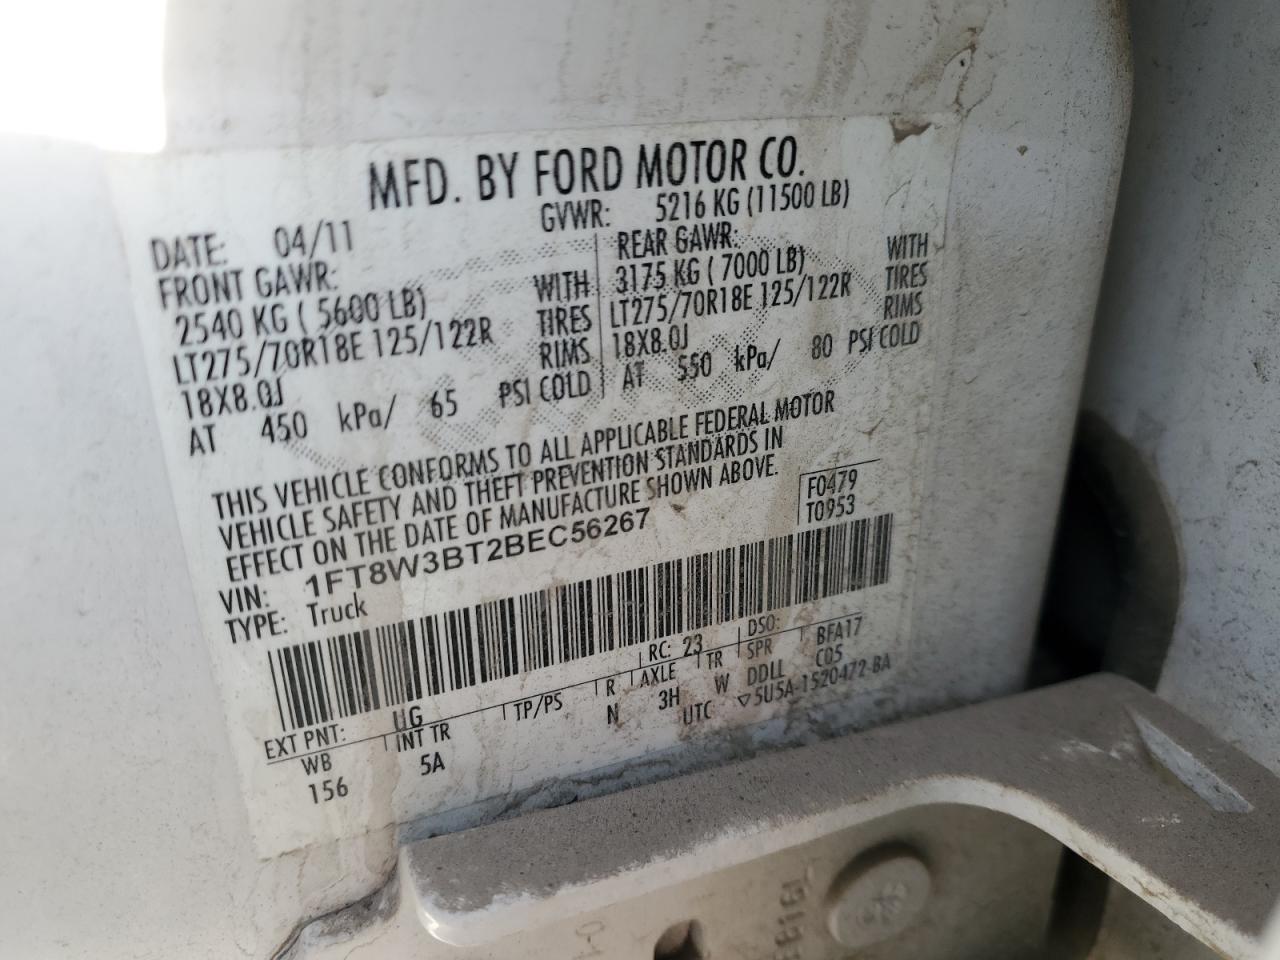 MFD. BY FORD MOTOR CO.
DATE: 04/11 GVWR: 5216 KG (11500 LB)
FRONT GAWR:
2540 KG ( 5600 LB) WITH
LT275/70R18E 125/122R TIRES
18X8.0J RIMS
AT 450 kPa/ 65 PSI COLD
REAR GAWR:
3175 KG ( 7000 LB) WITH
LT275/70R18E 125/122R TIRES
18X8.0J RIMS
AT 550 kPa/ 80 PSI COLD
THIS VEHICLE CONFORMS TO ALL APPLICABLE FEDERAL MOTOR
VEHICLE SAFETY AND THEFT PREVENTION STANDARDS IN
EFFECT ON THE DATE OF MANUFACTURE SHOWN ABOVE.
F0479
T0953
VIN: 1FT8W3BT2BEC56267
TYPE: Truck
EXT PNT: UG RC: 23 DSO:
WB INT TR TP/PS R AXLE TR SPR BFA17
156 5A N 3H W DDLL C05
UTC ▽5U5A-1520472-BA